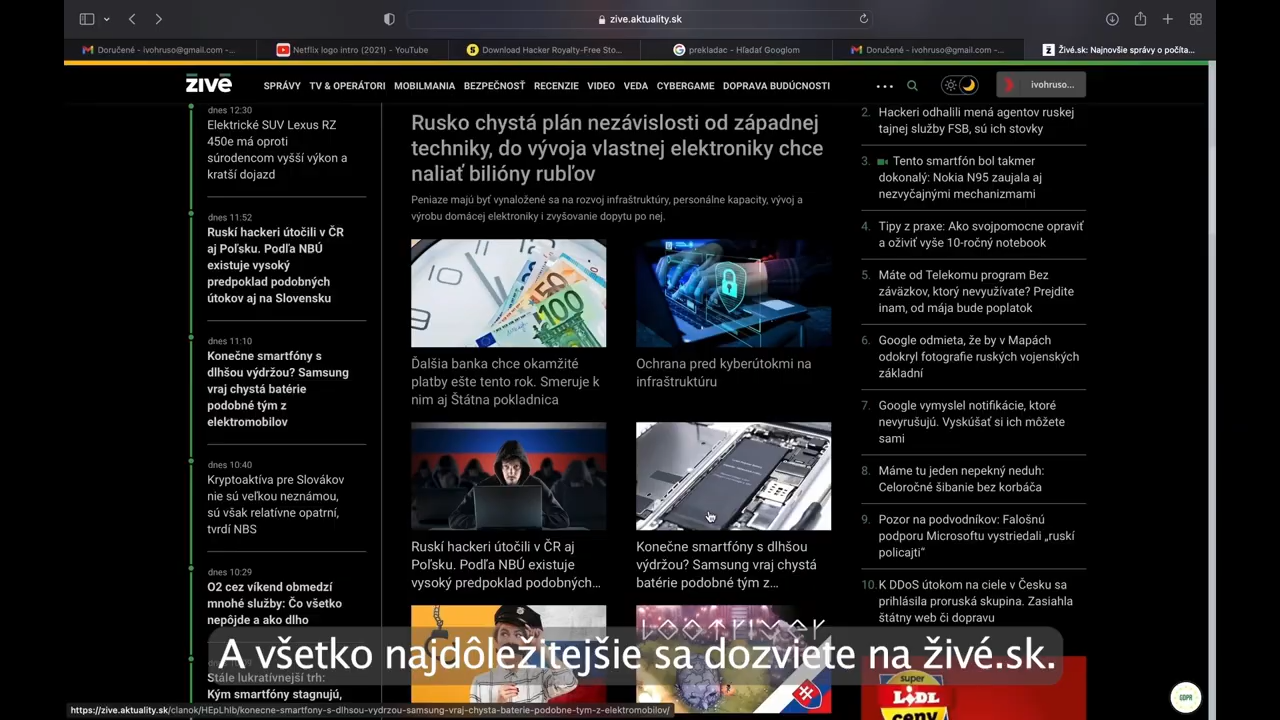 zive.aktuality.sk
Doručené - ivohruso@gmail.com -...
Netflix logo intro (2021) - YouTube
Download Hacker Royalty-Free Sto...
prekladac - Hľadať Googlom
Doručené - ivohruso@gmail.com -...
Živé.sk: Najnovšie správy o počíta...
živé
SPRÁVY
TV & OPERÁTORI
MOBILMANIA
BEZPEČNOSŤ
RECENZIE
VIDEO
VEDA
CYBERGAME
DOPRAVA BUDÚCNOSTI
ivohruso...
dnes 12:30
Elektrické SUV Lexus RZ
450e má oproti
súrodencom vyšší výkon a
kratší dojazd
dnes 11:52
Ruskí hackeri útočili v ČR
aj Poľsku. Podľa NBÚ
existuje vysoký
predpoklad podobných
útokov aj na Slovensku
dnes 11:10
Konečne smartfóny s
dlhšou výdržou? Samsung
vraj chystá batérie
podobné tým z
elektromobilov
dnes 10:40
Kryptoaktíva pre Slovákov
nie sú veľkou neznámou,
sú však relatívne opatrní,
tvrdí NBS
dnes 10:29
O2 cez víkend obmedzí
mnohé služby: Čo všetko
nepôjde a ako dlho
Stále lukratívnejší trh:
Kým smartfóny stagnujú,
Rusko chystá plán nezávislosti od západnej
techniky, do vývoja vlastnej elektroniky chce
naliať bilióny rubľov
Peniaze majú byť vynaložené sa na rozvoj infraštruktúry, personálne kapacity, vývoj a
výrobu domácej elektroniky i zvyšovanie dopytu po nej.
50
100
Ďalšia banka chce okamžité
platby ešte tento rok. Smeruje k
nim aj Štátna pokladnica
Ochrana pred kyberútokmi na
infraštruktúru
Ruskí hackeri útočili v ČR aj
Poľsku. Podľa NBÚ existuje
vysoký predpoklad podobných...
Konečne smartfóny s dlhšou
výdržou? Samsung vraj chystá
batérie podobné tým z...
2. Hackeri odhalili mená agentov ruskej
tajnej služby FSB, sú ich stovky
3. Tento smartfón bol takmer
dokonalý: Nokia N95 zaujala aj
nezvyčajnými mechanizmami
4. Tipy z praxe: Ako svojpomocne opraviť
a oživiť vyše 10-ročný notebook
5. Máte od Telekomu program Bez
záväzkov, ktorý nevyužívate? Prejdite
inam, od mája bude poplatok
6. Google odmieta, že by v Mapách
odokryl fotografie ruských vojenských
základní
7. Google vymyslel notifikácie, ktoré
nevyrušujú. Vyskúšať si ich môžete
sami
8. Máme tu jeden nepekný neduh:
Celoročné šibanie bez korbáča
9. Pozor na podvodníkov: Falošnú
podporu Microsoftu vystriedali „ruskí
policajti“
10. K DDoS útokom na ciele v Česku sa
prihlásila proruská skupina. Zasiahla
štátny web či dopravu
A všetko najdôležitejšie sa dozviete na živé.sk.
super
LIDL
ceny
GDPR
https://zive.aktuality.sk/clanok/HEpLhlb/konecne-smartfony-s-dlhsou-vydrzou-samsung-vraj-chysta-baterie-podobne-tym-z-elektromobilov/